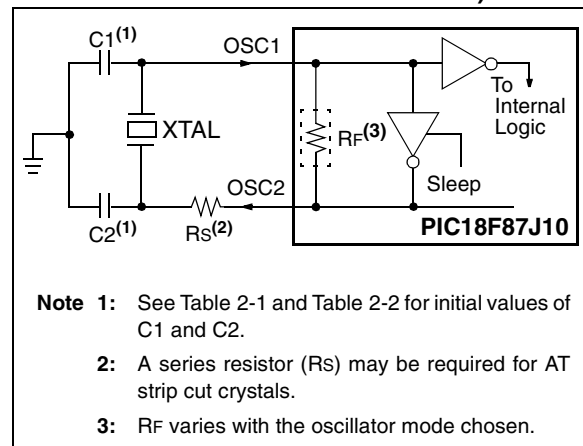 C1(1)
OSC1
To
Internal
Logic
XTAL
RF(3)
Sleep
OSC2
C2(1)
RS(2)
PIC18F87J10
Note 1: See Table 2-1 and Table 2-2 for initial values of
C1 and C2.
2: A series resistor (RS) may be required for AT
strip cut crystals.
3: RF varies with the oscillator mode chosen.